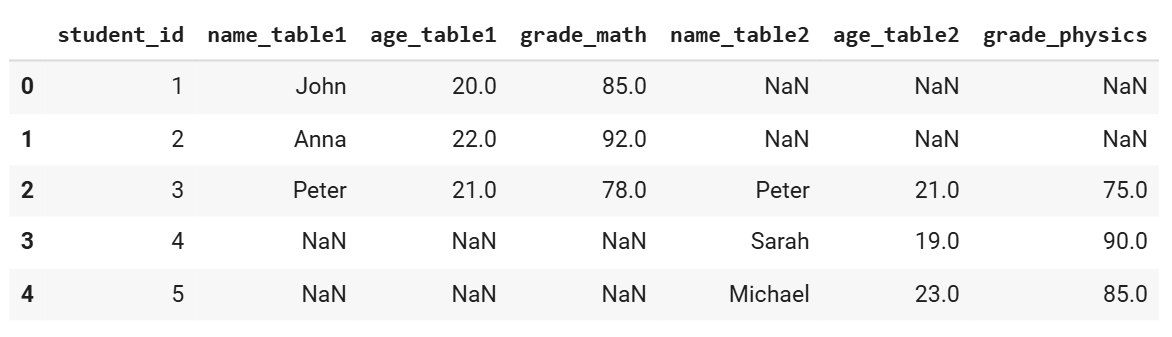 student_id name_table1 age_table1 grade_math name_table2 age_table2 grade_physics
0 1 John 20.0 85.0 NaN NaN NaN
1 2 Anna 22.0 92.0 NaN NaN NaN
2 3 Peter 21.0 78.0 Peter 21.0 75.0
3 4 NaN NaN NaN Sarah 19.0 90.0
4 5 NaN NaN NaN Michael 23.0 85.0